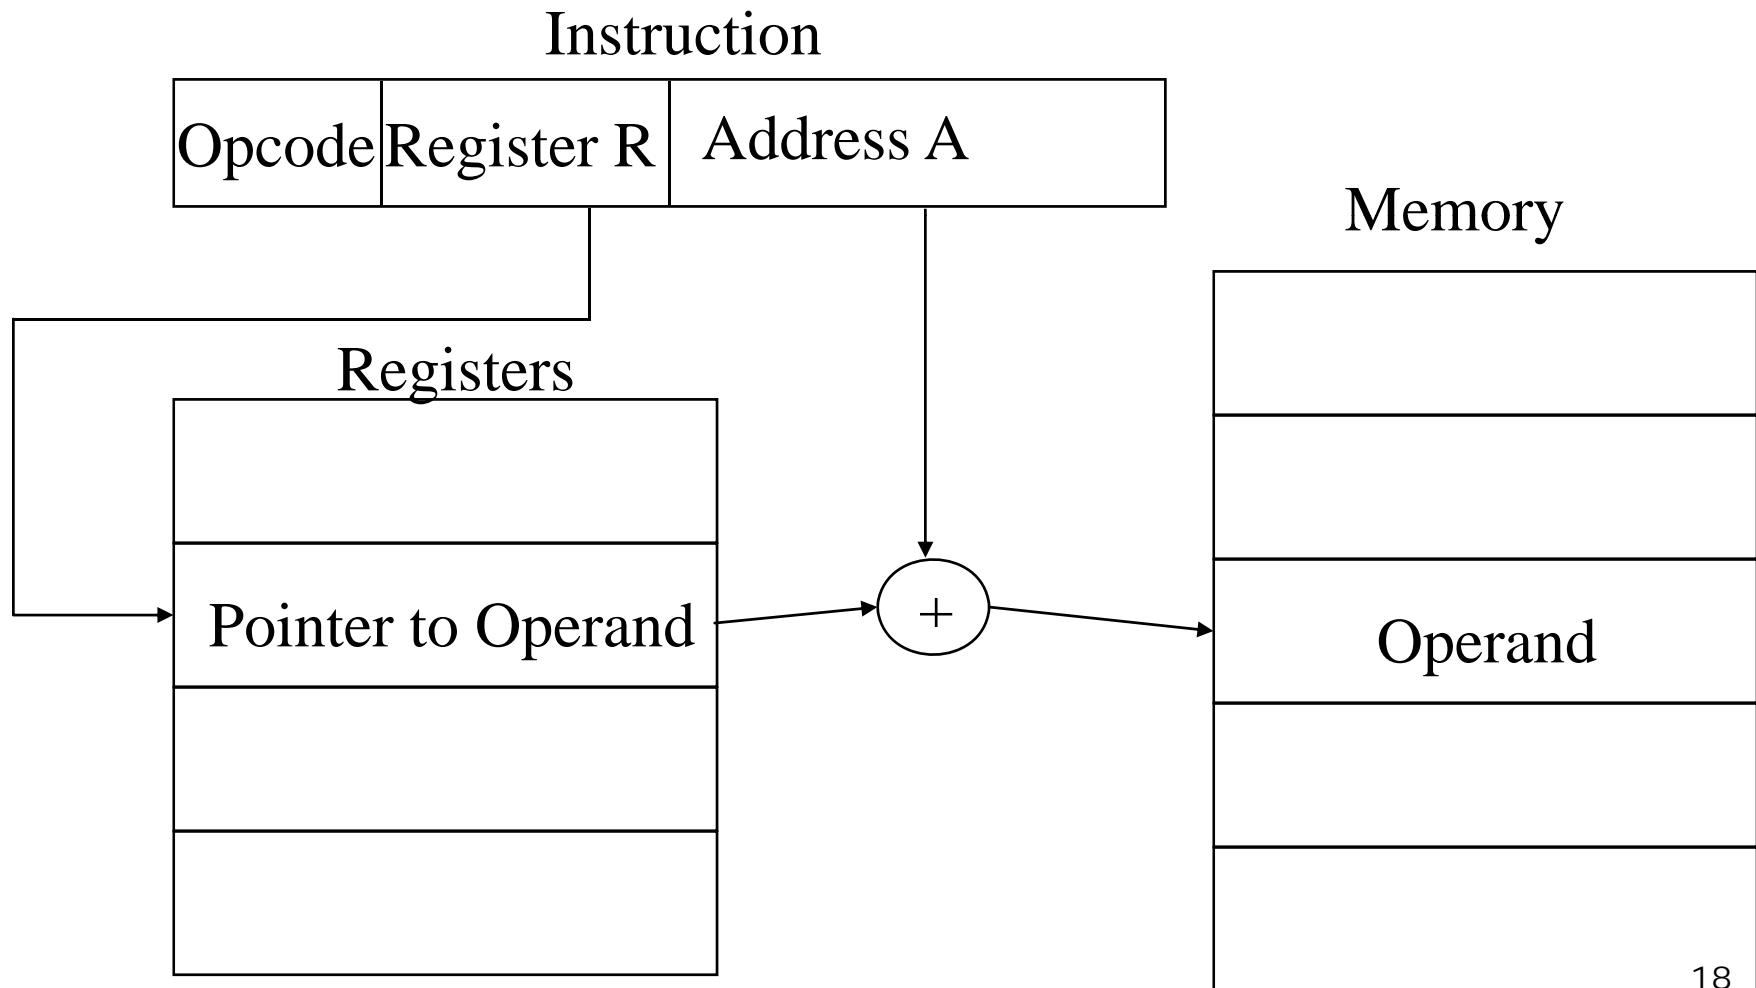 Instruction
Opcode Register R Address A
Memory
Registers
Pointer to Operand + Operand
18